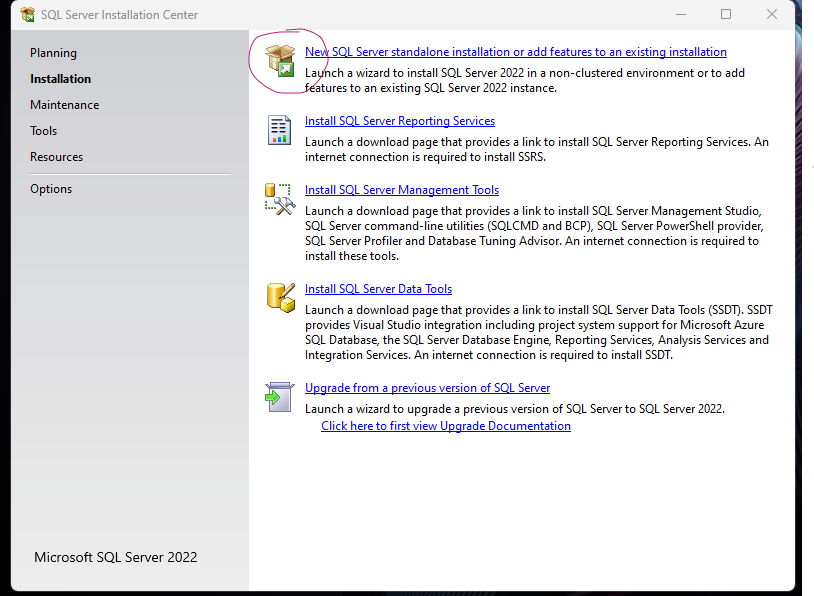 SQL Server Installation Center
Planning
Installation
Maintenance
Tools
Resources
Options
New SQL Server standalone installation or add features to an existing installation
Launch a wizard to install SQL Server 2022 in a non-clustered environment or to add
features to an existing SQL Server 2022 instance.
Install SQL Server Reporting Services
Launch a download page that provides a link to install SQL Server Reporting Services. An
internet connection is required to install SSRS.
Install SQL Server Management Tools
Launch a download page that provides a link to install SQL Server Management Studio,
SQL Server command-line utilities (SQLCMD and BCP), SQL Server PowerShell provider,
SQL Server Profiler and Database Tuning Advisor. An internet connection is required to
install these tools.
Install SQL Server Data Tools
Launch a download page that provides a link to install SQL Server Data Tools (SSDT). SSDT
provides Visual Studio integration including project system support for Microsoft Azure
SQL Database, the SQL Server Database Engine, Reporting Services, Analysis Services and
Integration Services. An internet connection is required to install SSDT.
Upgrade from a previous version of SQL Server
Launch a wizard to upgrade a previous version of SQL Server to SQL Server 2022.
Click here to first view Upgrade Documentation
Microsoft SQL Server 2022